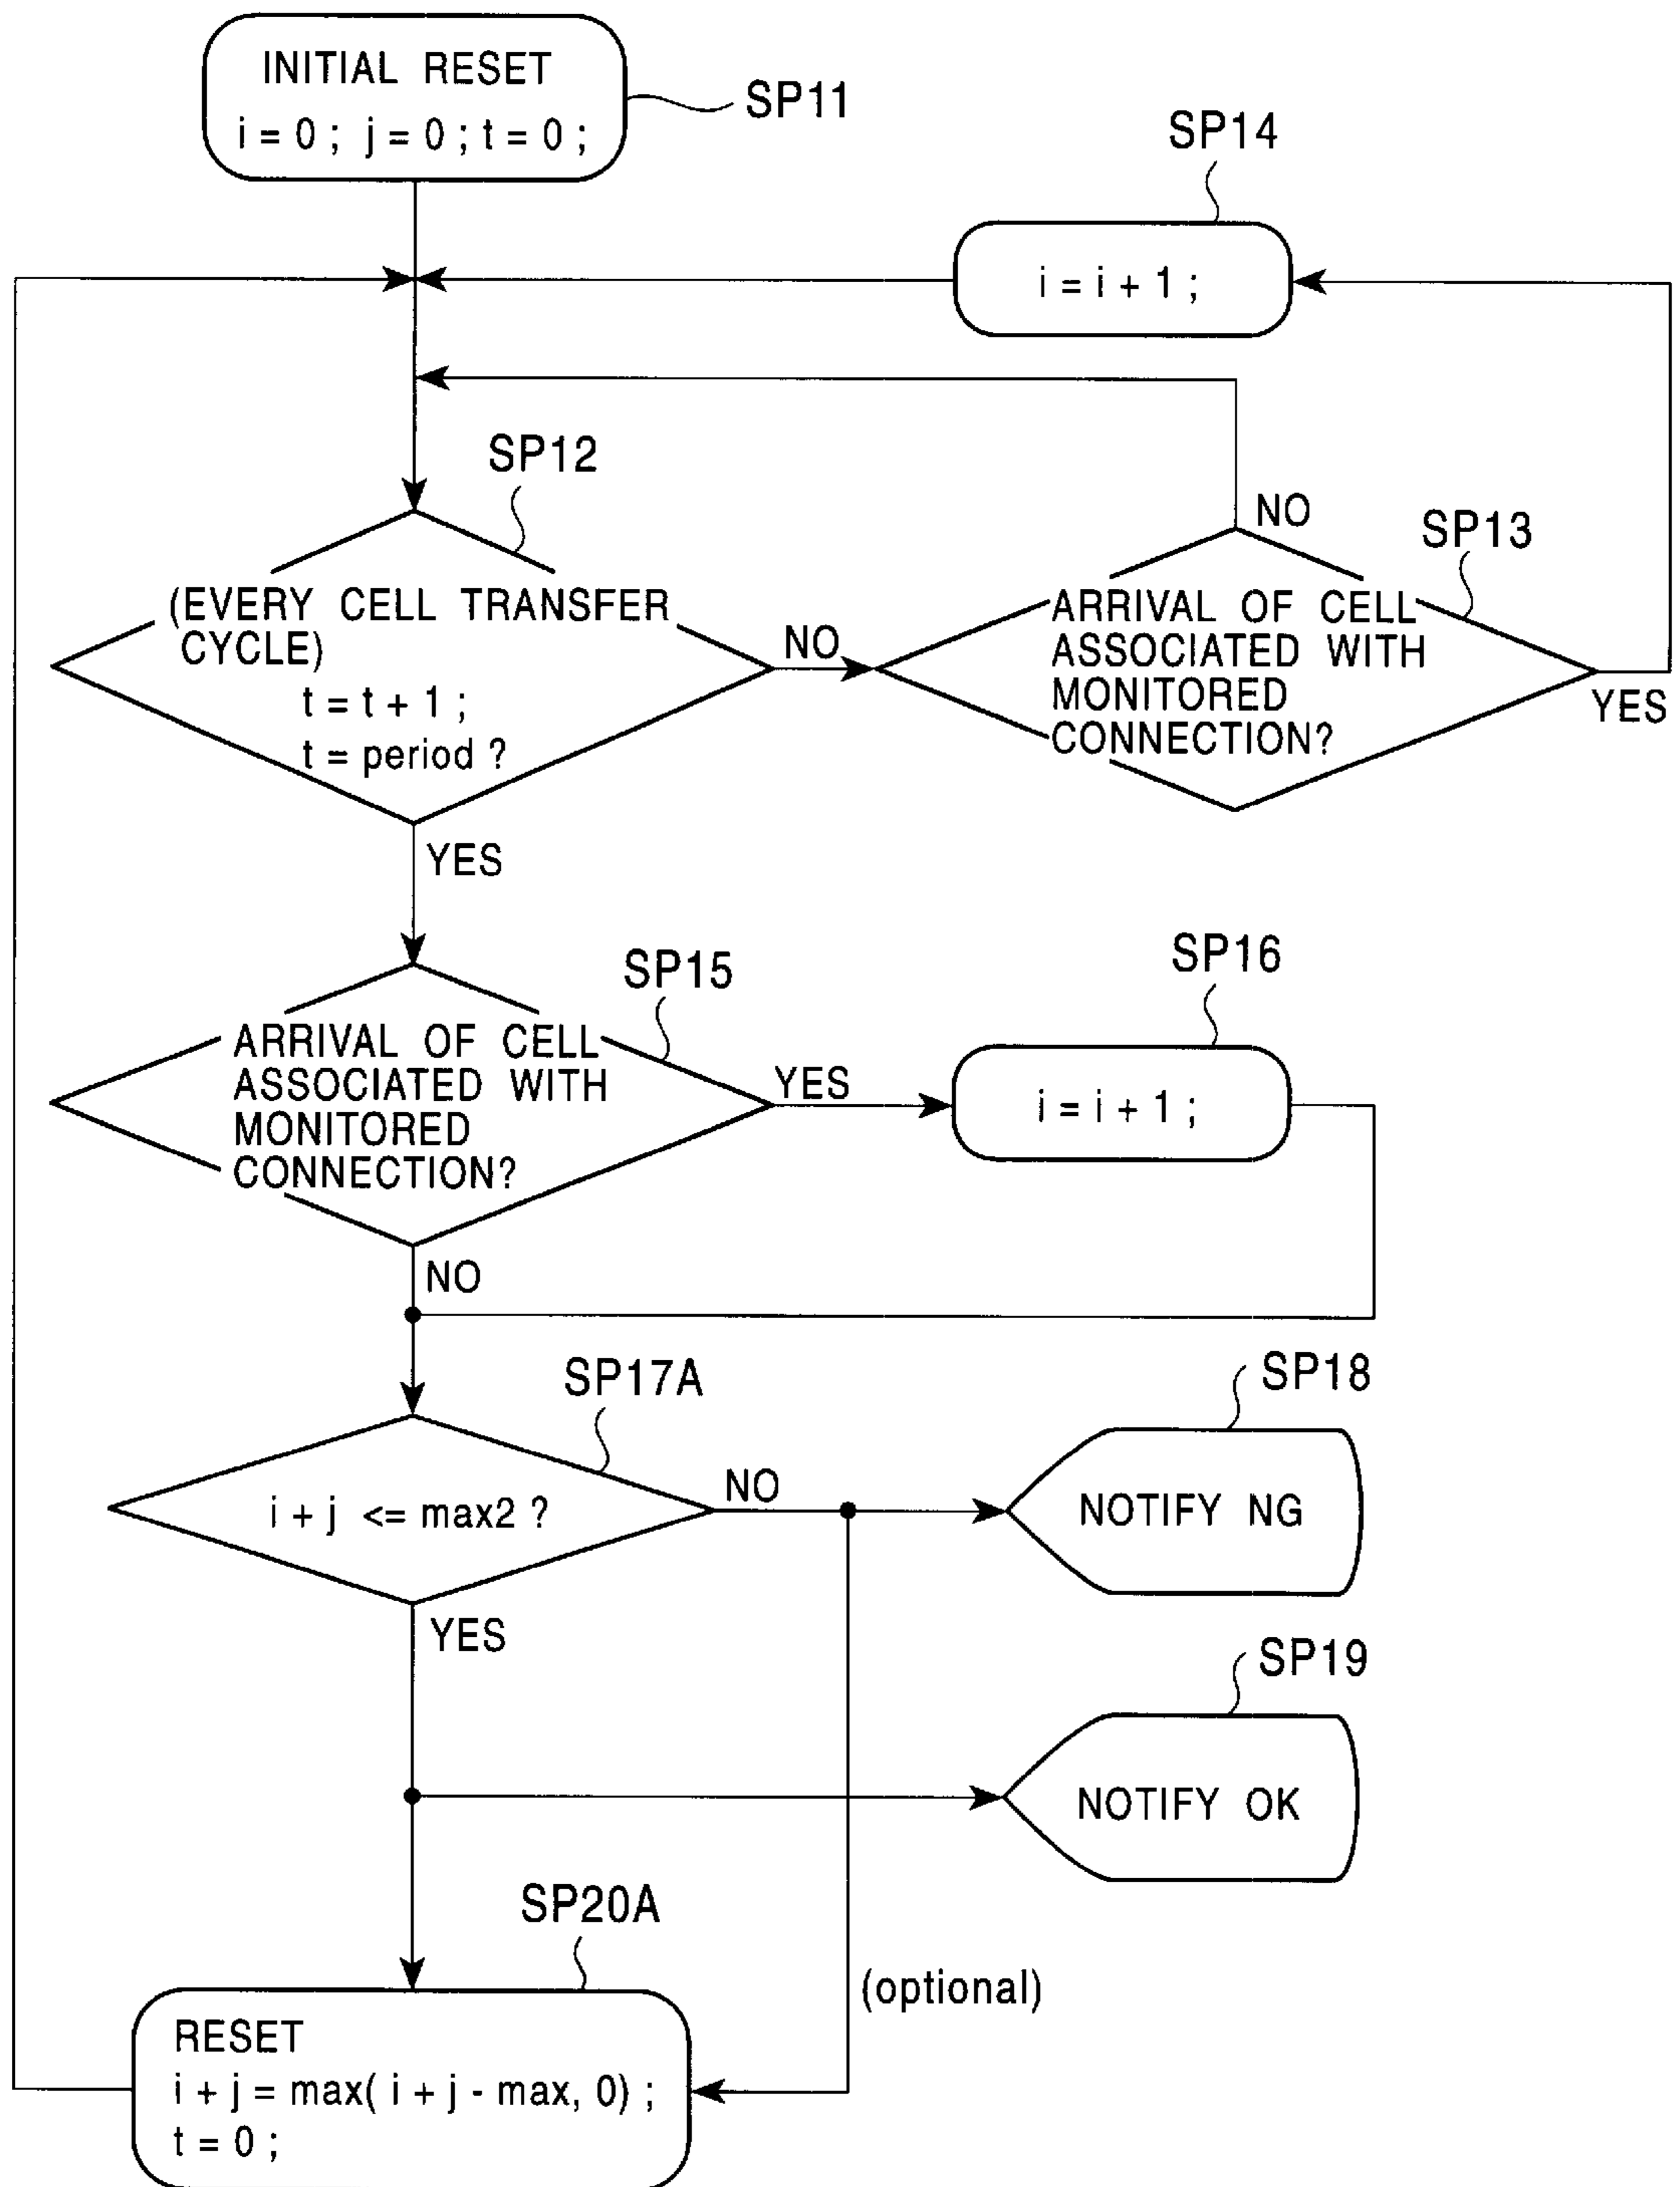 INITIAL RESET
i = 0 ; j = 0 ; t = 0 ;
SP11
SP14
i = i + 1 ;
SP12
NO
SP13
(EVERY CELL TRANSFER
CYCLE)
t = t + 1 ;
t = period ?
NO
ARRIVAL OF CELL
ASSOCIATED WITH
MONITORED
CONNECTION?
YES
YES
SP15
SP16
ARRIVAL OF CELL
ASSOCIATED WITH
MONITORED
CONNECTION?
YES
i = i + 1 ;
NO
SP17A
SP18
i + j <= max2 ?
NO
NOTIFY NG
YES
SP19
NOTIFY OK
SP20A
(optional)
RESET
i + j = max( i + j - max, 0) ;
t = 0 ;